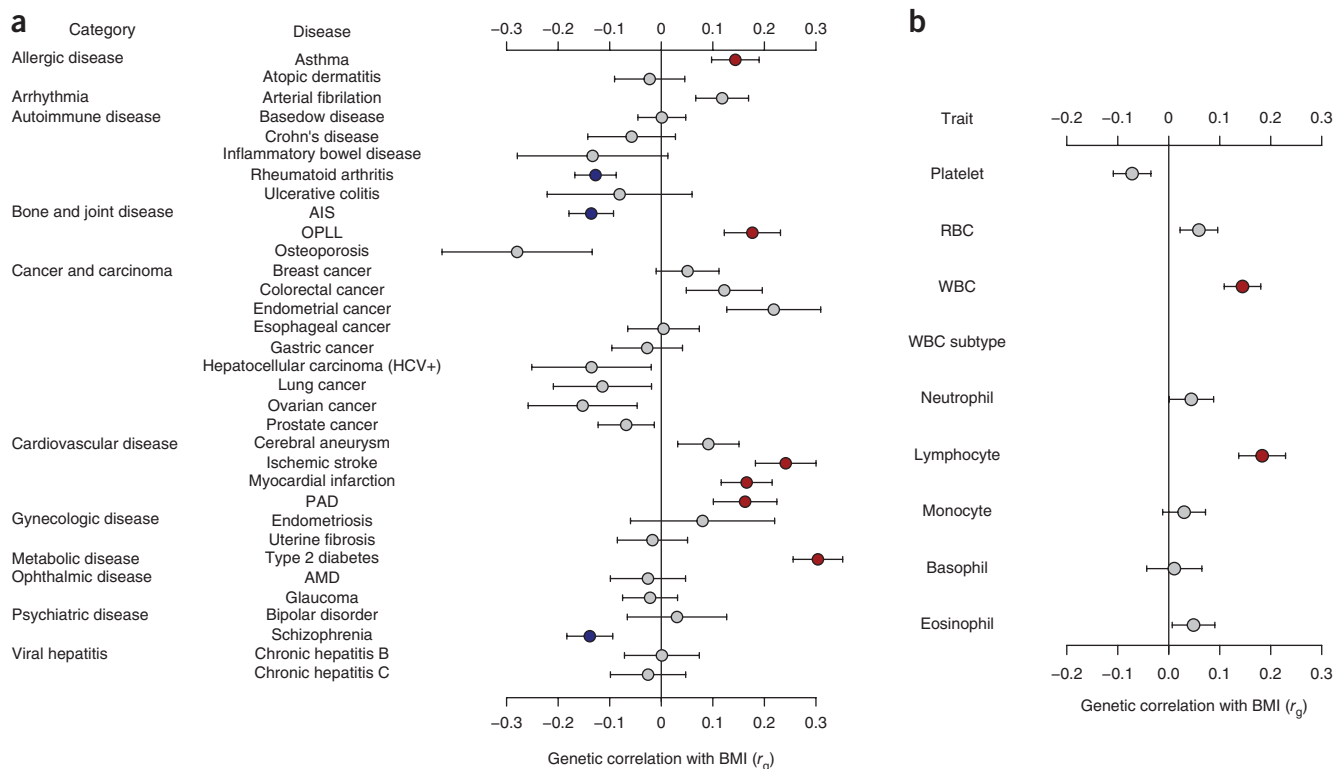 a
Category Disease
−0.3 −0.2 −0.1 0 0.1 0.2 0.3
Allergic disease Asthma
Atopic dermatitis
Arrhythmia Arterial fibrilation
Autoimmune disease Basedow disease
Crohn's disease
Inflammatory bowel disease
Rheumatoid arthritis
Ulcerative colitis
Bone and joint disease AIS
OPLL
Osteoporosis
Cancer and carcinoma Breast cancer
Colorectal cancer
Endometrial cancer
Esophageal cancer
Gastric cancer
Hepatocellular carcinoma (HCV+)
Lung cancer
Ovarian cancer
Prostate cancer
Cardiovascular disease Cerebral aneurysm
Ischemic stroke
Myocardial infarction
PAD
Gynecologic disease Endometriosis
Uterine fibrosis
Metabolic disease Type 2 diabetes
Ophthalmic disease AMD
Glaucoma
Psychiatric disease Bipolar disorder
Schizophrenia
Viral hepatitis Chronic hepatitis B
Chronic hepatitis C
−0.3 −0.2 −0.1 0 0.1 0.2 0.3
Genetic correlation with BMI (rg)
b
Trait
−0.2 −0.1 0 0.1 0.2 0.3
Platelet
RBC
WBC
WBC subtype
Neutrophil
Lymphocyte
Monocyte
Basophil
Eosinophil
−0.2 −0.1 0 0.1 0.2 0.3
Genetic correlation with BMI (rg)